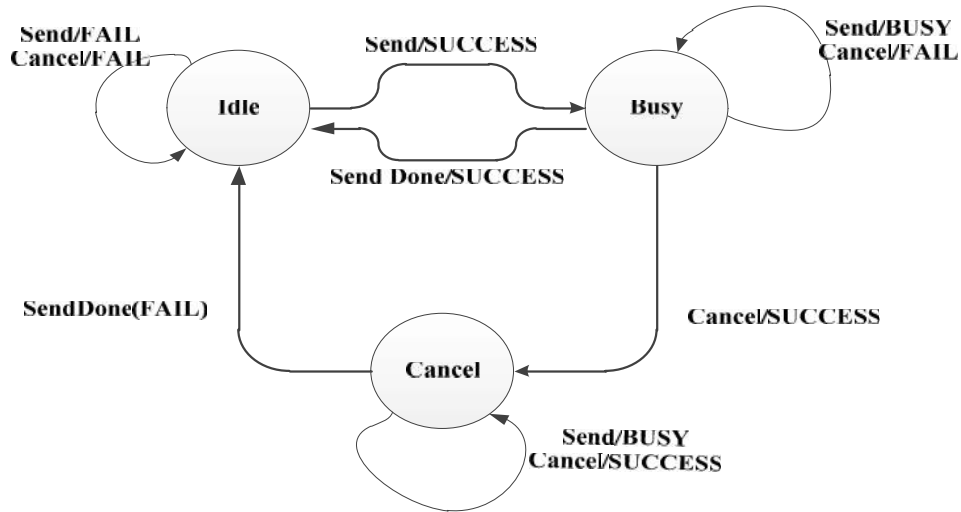 Send/FAIL
Cancel/FAIL
Send/SUCCESS
Send/BUSY
Cancel/FAIL
Idle
Busy
Send Done/SUCCESS
SendDone(FAIL)
Cancel/SUCCESS
Cancel
Send/BUSY
Cancel/SUCCESS